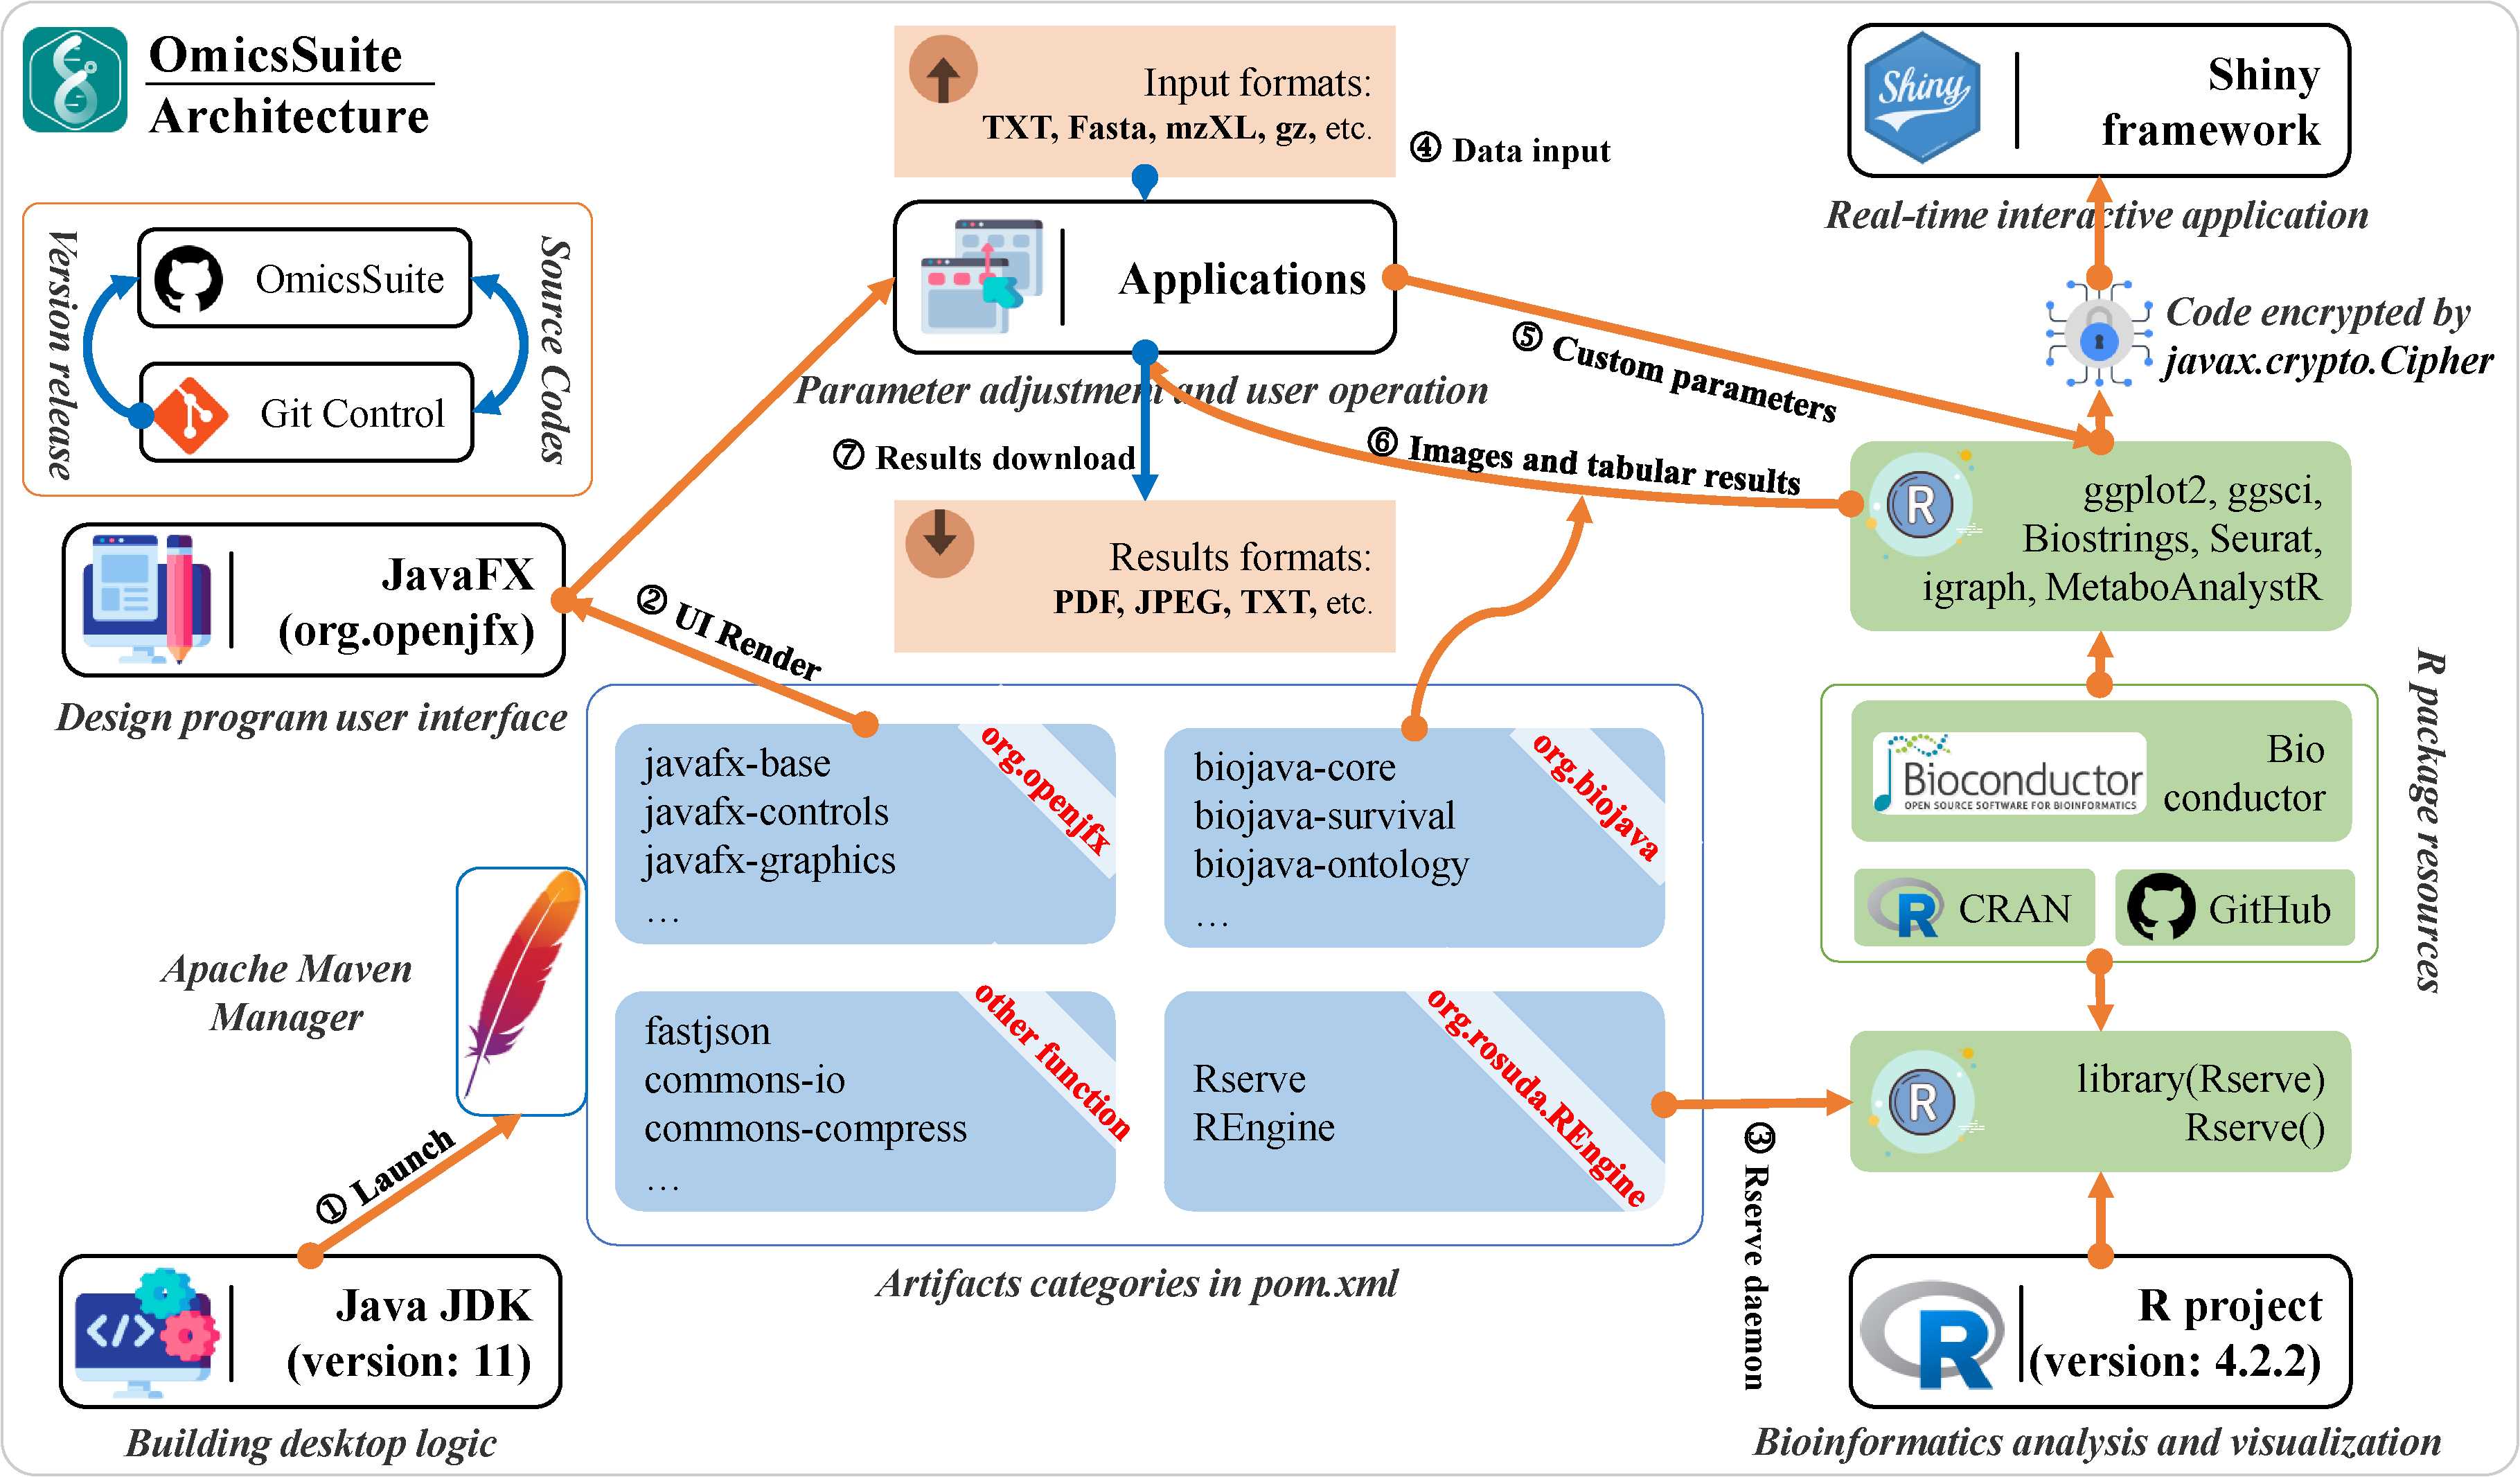 OmicsSuite
Architecture
Version release
OmicsSuite
Git Control
Source Codes
Input formats:
TXT, Fasta, mzXL, gz, etc.
④ Data input
Applications
Parameter adjustment and user operation
⑦ Results download
Results formats:
PDF, JPEG, TXT, etc.
Shiny
Shiny
framework
Real-time interactive application
Code encrypted by
javax.crypto.Cipher
⑤ Custom parameters
⑥ Images and tabular results
R
ggplot2, ggsci,
Biostrings, Seurat,
igraph, MetaboAnalystR
JavaFX
(org.openjfx)
Design program user interface
② UI Render
javafx-base
javafx-controls
javafx-graphics
...
org.openjfx
biojava-core
biojava-survival
biojava-ontology
...
org.biojava
fastjson
commons-io
commons-compress
...
other function
Rserve
REngine
org.rosuda.REngine
Artifacts categories in pom.xml
Apache Maven
Manager
① Launch
</>
Java JDK
(version: 11)
Building desktop logic
③ Rserve daemon
Bioconductor
OPEN SOURCE SOFTWARE FOR BIOINFORMATICS
Bio
conductor
R
CRAN
GitHub
R package resources
R
library(Rserve)
Rserve()
R
R project
(version: 4.2.2)
Bioinformatics analysis and visualization